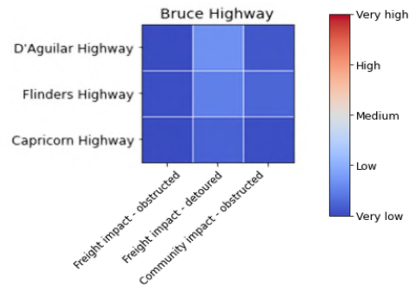 Bruce Highway
D'Aguilar Highway
Flinders Highway
Capricorn Highway
Freight impact - obstructed
Freight impact - detoured
Community impact - obstructed
Very high
High
Medium
Low
Very low